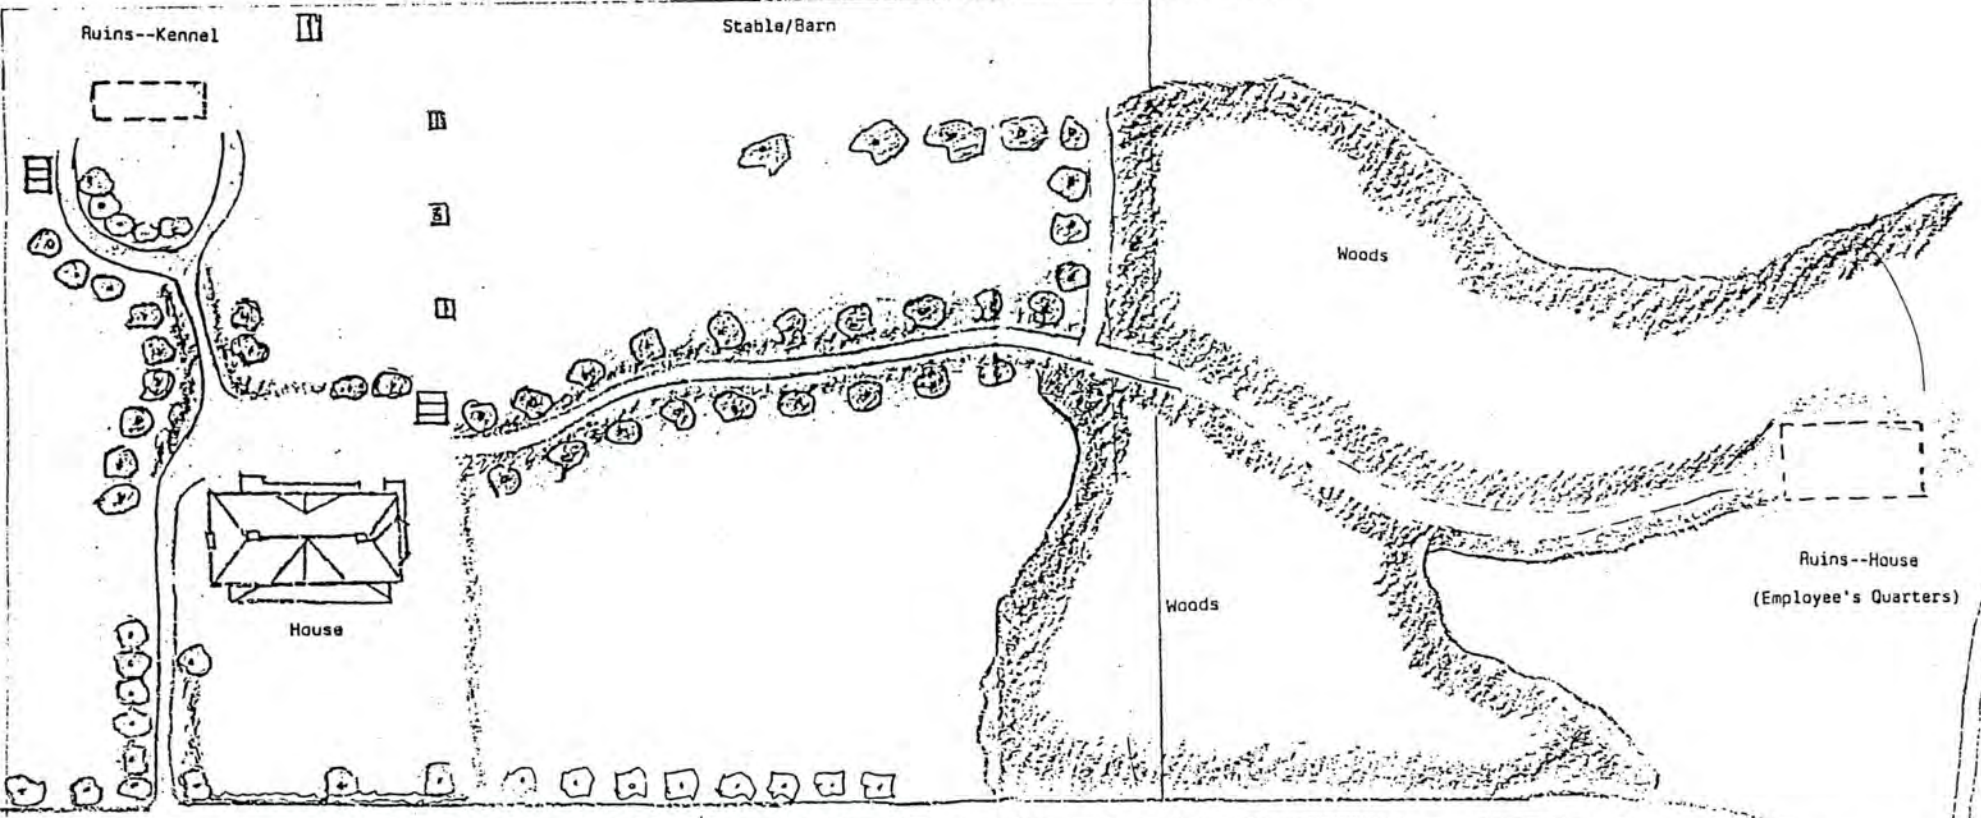 Ruins--Kennel
Stable/Barn
Woods
Woods
House
Ruins--House
(Employee's Quarters)